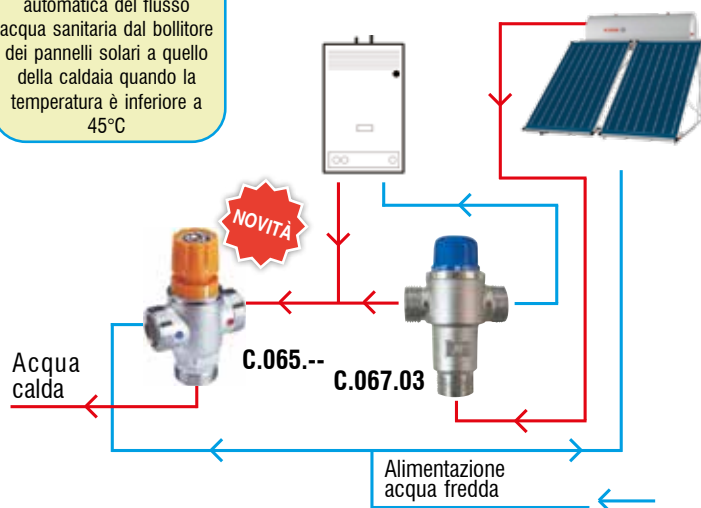 automatica del flusso
acqua sanitaria dal bollitore
dei pannelli solari a quello
della caldaia quando la
temperatura è inferiore a
45°C
NOVITÀ
C.065.--
C.067.03
Acqua
calda
Alimentazione
acqua fredda